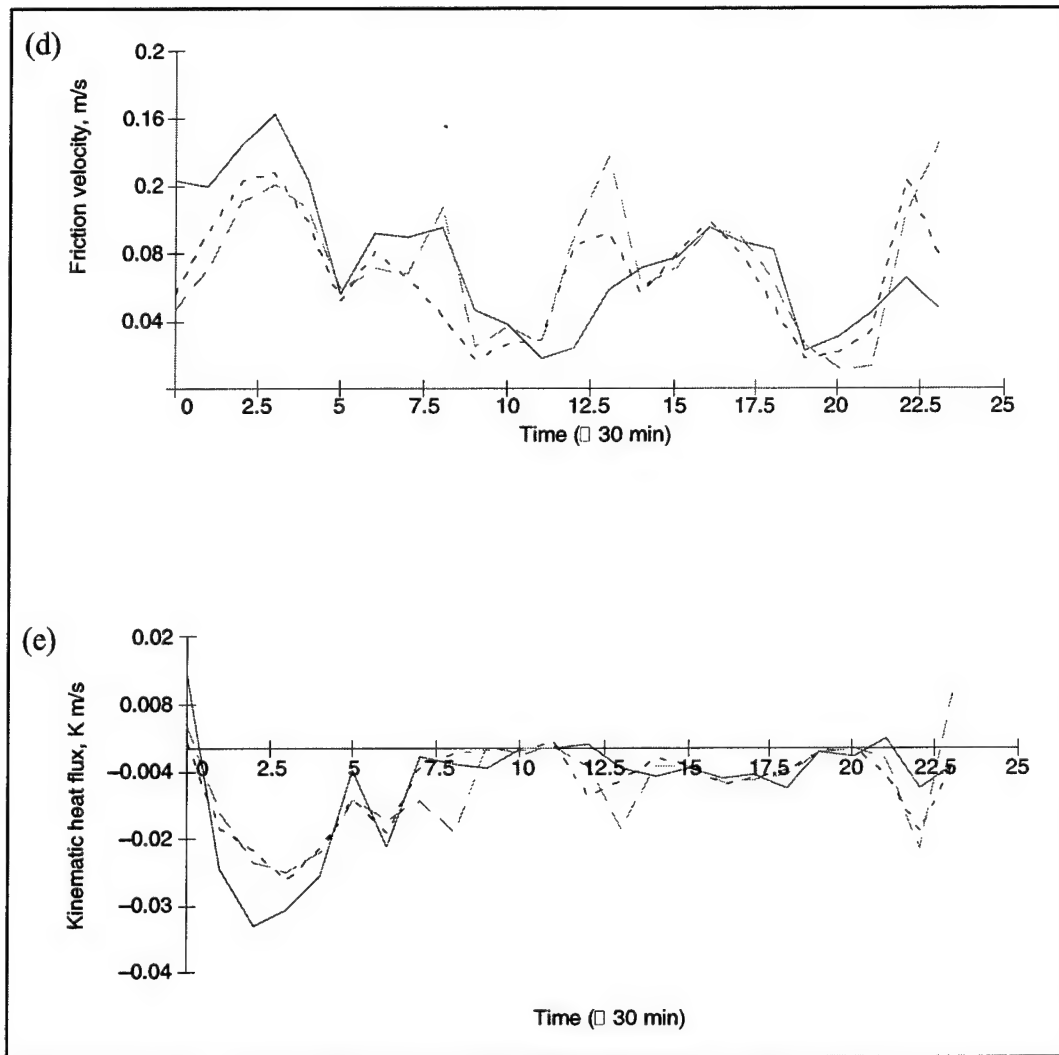 (d)
Friction velocity, m/s
0.2
0.16
0.2
0.08
0.04
0 2.5 5 7.5 10 12.5 15 17.5 20 22.5 25
Time (▯ 30 min)
(e)
Kinematic heat flux, K m/s
0.02
0.008
−0.004
−0.02
−0.03
−0.04
0 2.5 5 7.5 10 12.5 15 17.5 20 22.5 25
Time (▯ 30 min)